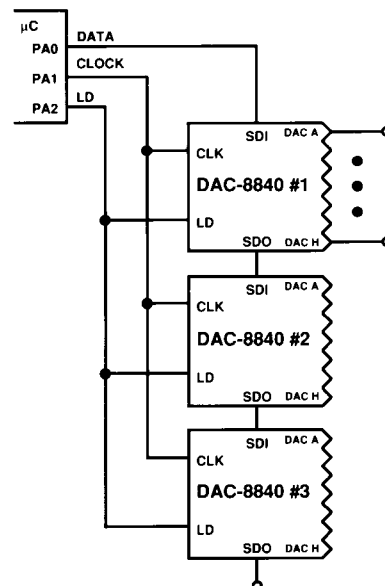 µC
DATA
PA0
CLOCK
PA1
LD
PA2
SDI DAC A
CLK
DAC-8840 #1
LD
SDO DAC H
SDI DAC A
CLK
DAC-8840 #2
LD
SDO DAC H
SDI DAC A
CLK
DAC-8840 #3
LD
SDO DAC H